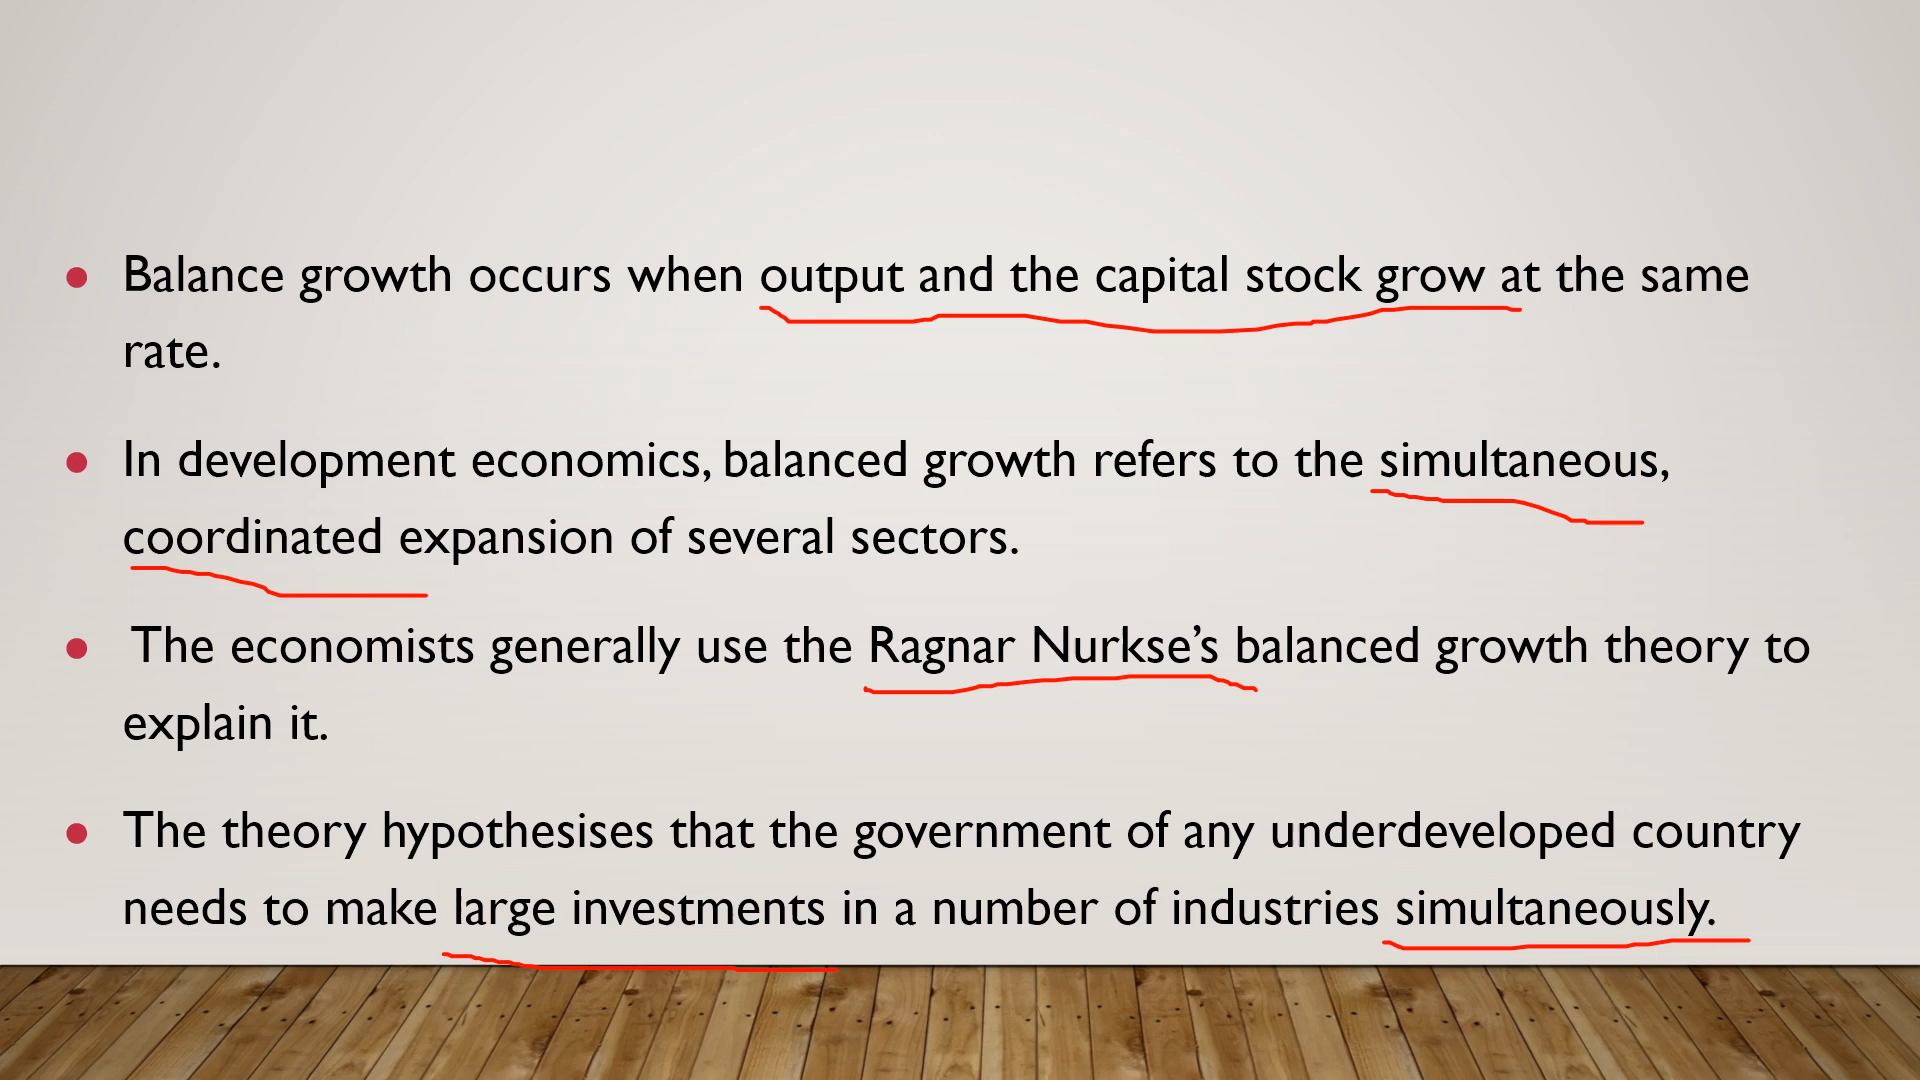 Balance growth occurs when output and the capital stock grow at the same
rate.
In development economics, balanced growth refers to the simultaneous,
coordinated expansion of several sectors.
The economists generally use the Ragnar Nurkse’s balanced growth theory to
explain it.
The theory hypothesises that the government of any underdeveloped country
needs to make large investments in a number of industries simultaneously.